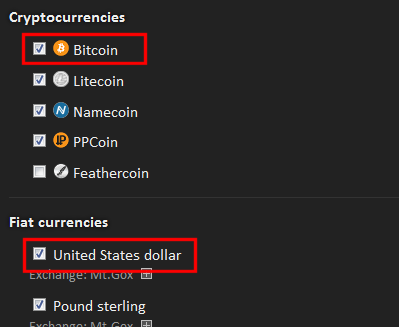 Cryptocurrencies
Bitcoin
Litecoin
Namecoin
PPCoin
Feathercoin
Fiat currencies
United States dollar
Exchange: Mt.Gox
Pound sterling
Exchange: Mt.Gox